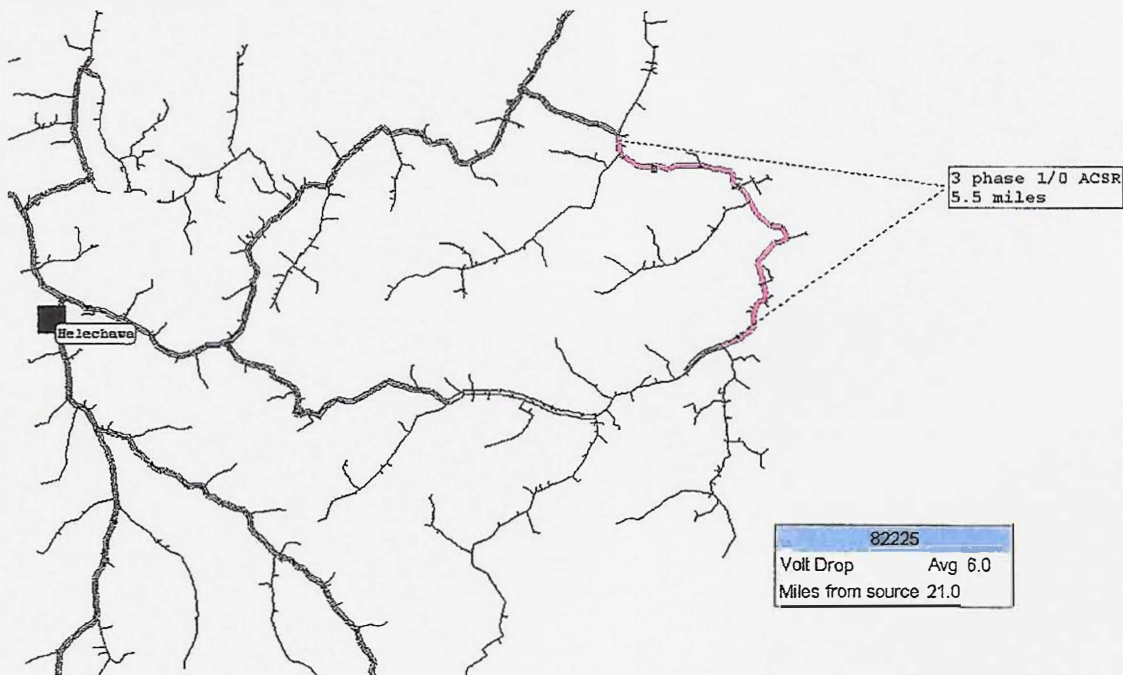 3 phase 1/0 ACSR
5.5 miles
Helechawa
82225
Volt Drop Avg 6.0
Miles from source 21.0